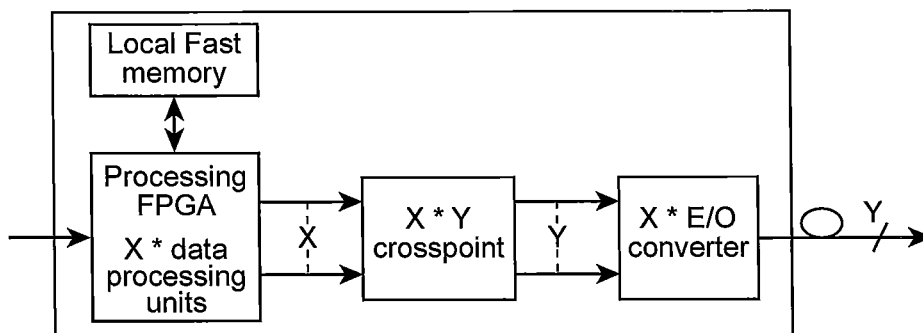 Local Fast
memory
Processing
FPGA
X * data
processing
units
X
X * Y
crosspoint
Y
X * E/O
converter
Y